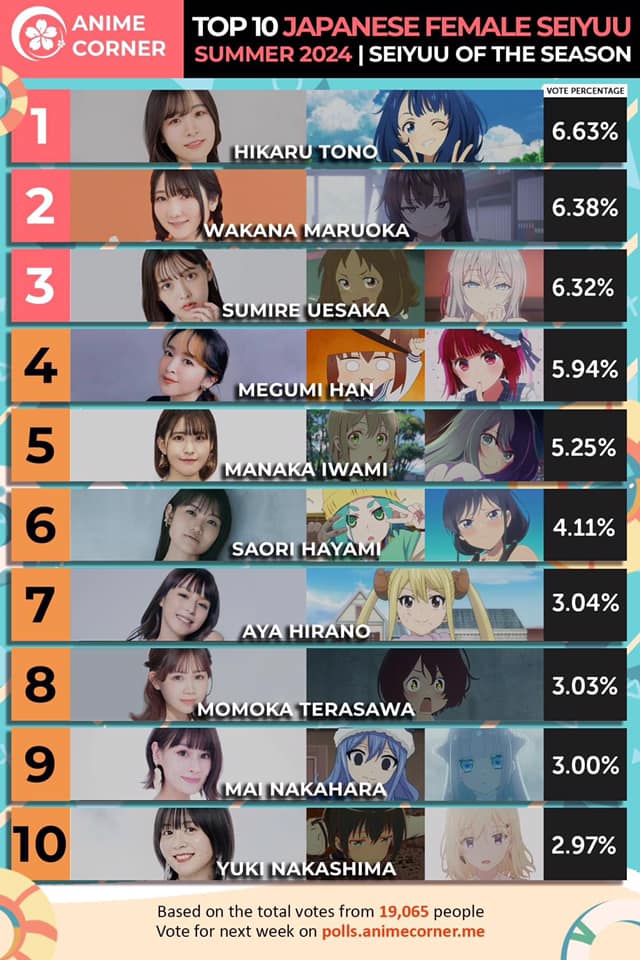 ANIME
CORNER
TOP 10 JAPANESE FEMALE SEIYUU
SUMMER 2024 | SEIYUU OF THE SEASON
VOTE PERCENTAGE
1
HIKARU TONO
6.63%
2
WAKANA MARUOKA
6.38%
3
SUMIRE UESAKA
6.32%
4
MEGUMI HAN
5.94%
5
MANAKA IWAMI
5.25%
6
SAORI HAYAMI
4.11%
7
AYA HIRANO
3.04%
8
MOMOKA TERASAWA
3.03%
9
MAI NAKAHARA
3.00%
10
YUKI NAKASHIMA
2.97%
Based on the total votes from 19,065 people
Vote for next week on polls.animecorner.me